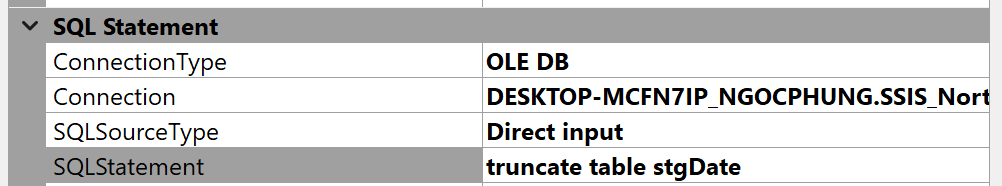 SQL Statement
ConnectionType OLE DB
Connection DESKTOP-MCFN7IP_NGOCPHUNG.SSIS_Nort
SQLSourceType Direct input
SQLStatement truncate table stgDate